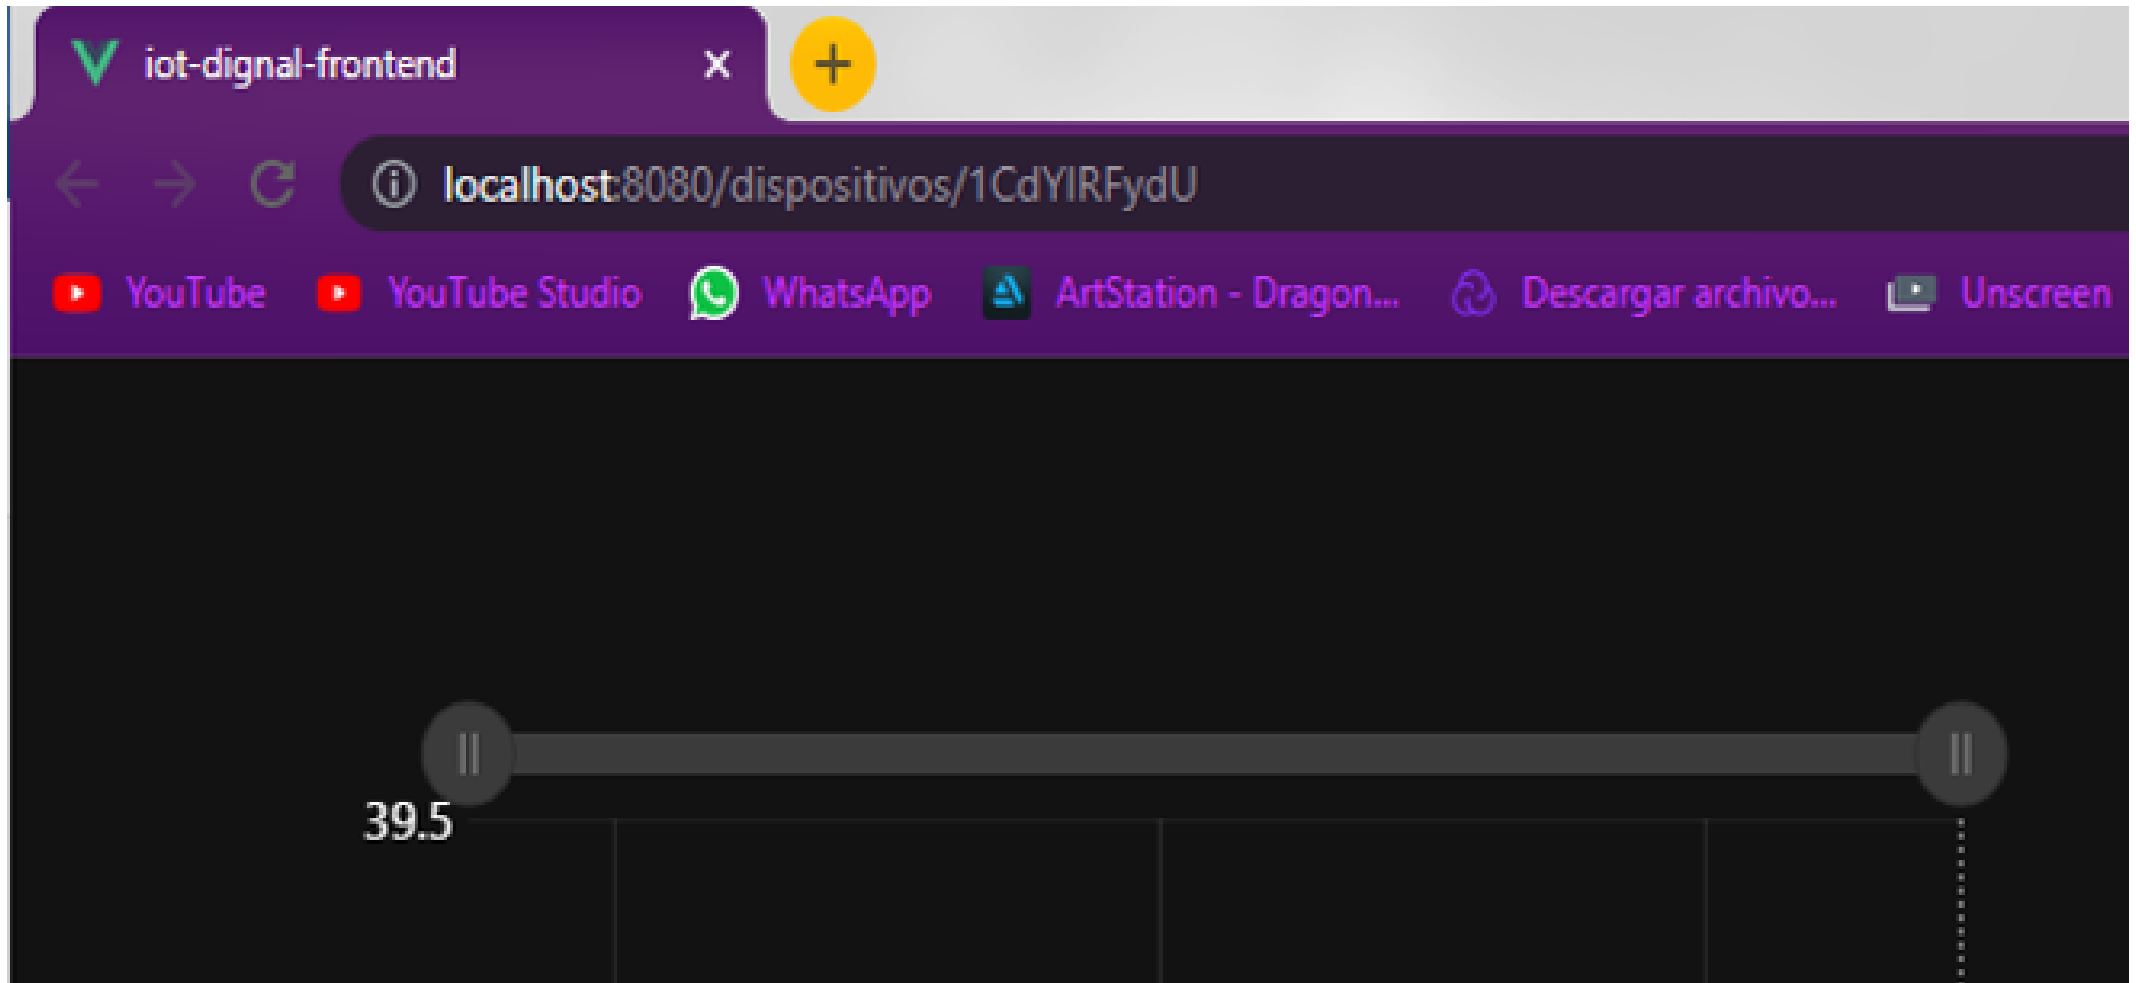 iot-dignal-frontend
localhost:8080/dispositivos/1CdYIRFydU
YouTube YouTube Studio WhatsApp ArtStation - Dragon... Descargar archivo... Unscreen
39.5